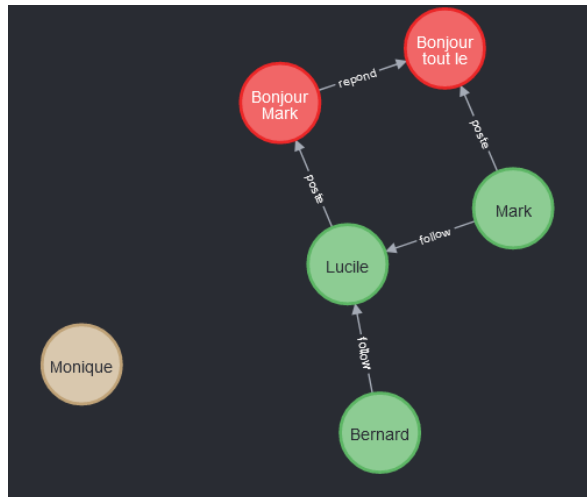 Bonjour
tout le
Bonjour
Mark
repond
poste
poste
Mark
follow
Lucile
follow
Monique
Bernard